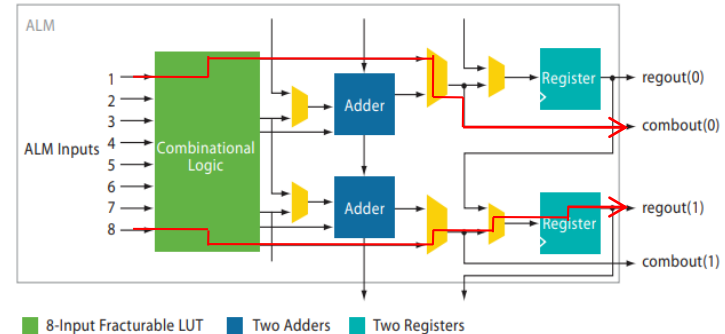 ALM
1
2
3
ALM Inputs 4
5
6
7
8
Combinational
Logic
Adder
Adder
Register
Register
regout(0)
combout(0)
regout(1)
combout(1)
8-Input Fracturable LUT Two Adders Two Registers